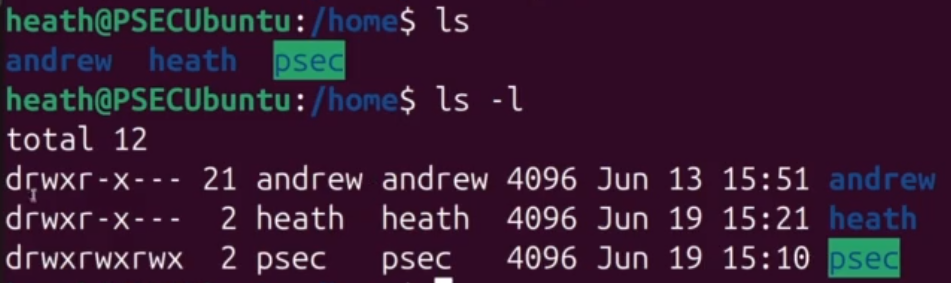 heath@PSECUbuntu:/home$ ls
andrew  heath  psec
heath@PSECUbuntu:/home$ ls -l
total 12
drwxr-x--- 21 andrew andrew 4096 Jun 13 15:51 andrew
drwxr-x---  2 heath  heath  4096 Jun 19 15:21 heath
drwxrwxrwx  2 psec   psec   4096 Jun 19 15:10 psec